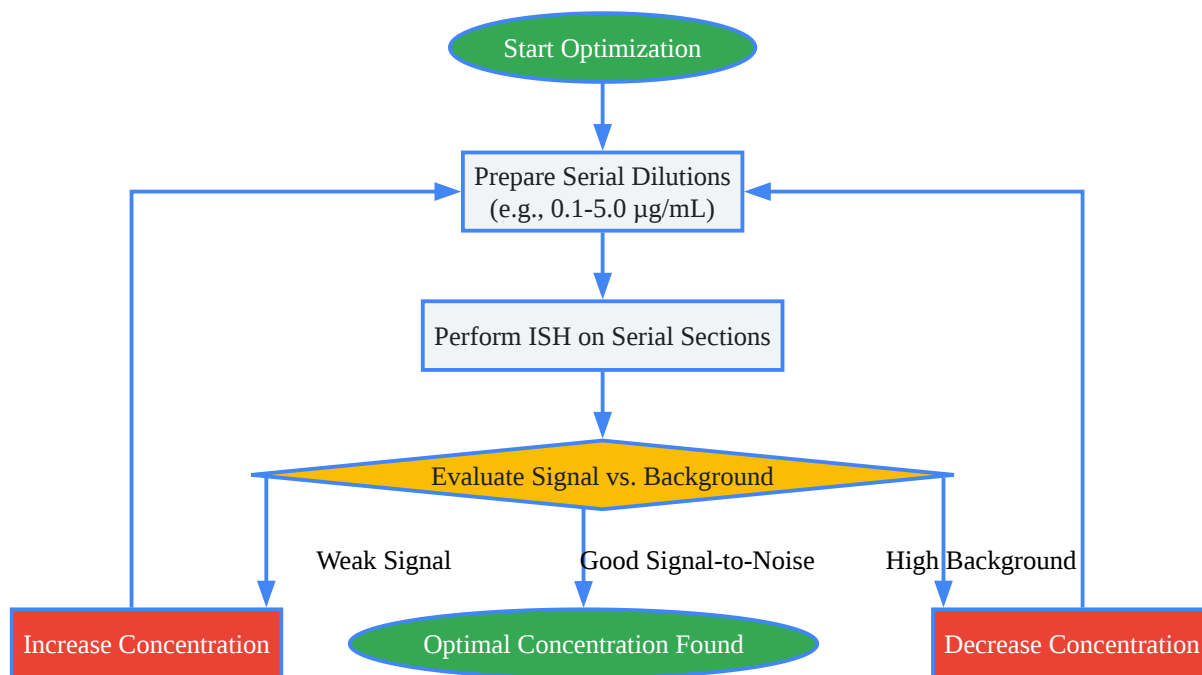 Start Optimization
Prepare Serial Dilutions
(e.g., 0.1-5.0 µg/mL)
Perform ISH on Serial Sections
Evaluate Signal vs. Background
Weak Signal
Good Signal-to-Noise
High Background
Increase Concentration
Optimal Concentration Found
Decrease Concentration